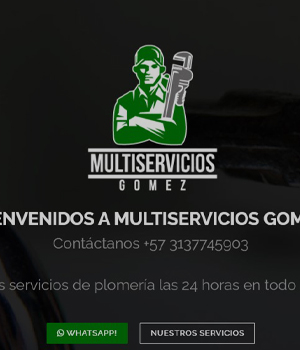 MULTISERVICIOS
GOMEZ
ENVENIDOS A MULTISERVICIOS GOM
Contáctanos +57 3137745903
s servicios de plomería las 24 horas en todo
WHATSAPP!
NUESTROS SERVICIOS